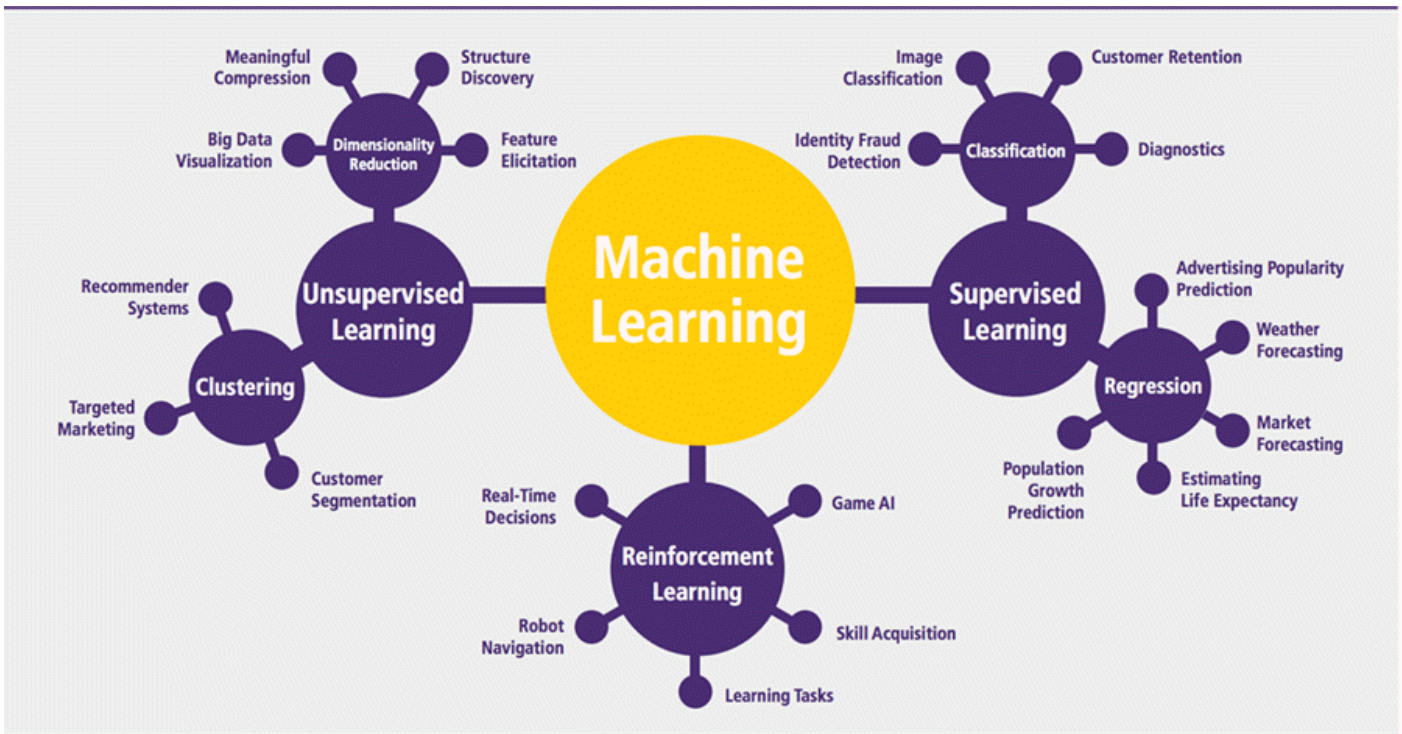 Machine
Learning
Unsupervised
Learning
Dimensionality
Reduction
Meaningful
Compression
Structure
Discovery
Big Data
Visualization
Feature
Elicitation
Clustering
Recommender
Systems
Targeted
Marketing
Customer
Segmentation
Supervised
Learning
Classification
Image
Classification
Customer Retention
Identity Fraud
Detection
Diagnostics
Regression
Advertising Popularity
Prediction
Weather
Forecasting
Market
Forecasting
Estimating
Life Expectancy
Population
Growth
Prediction
Reinforcement
Learning
Real-Time
Decisions
Game AI
Robot
Navigation
Skill Acquisition
Learning Tasks